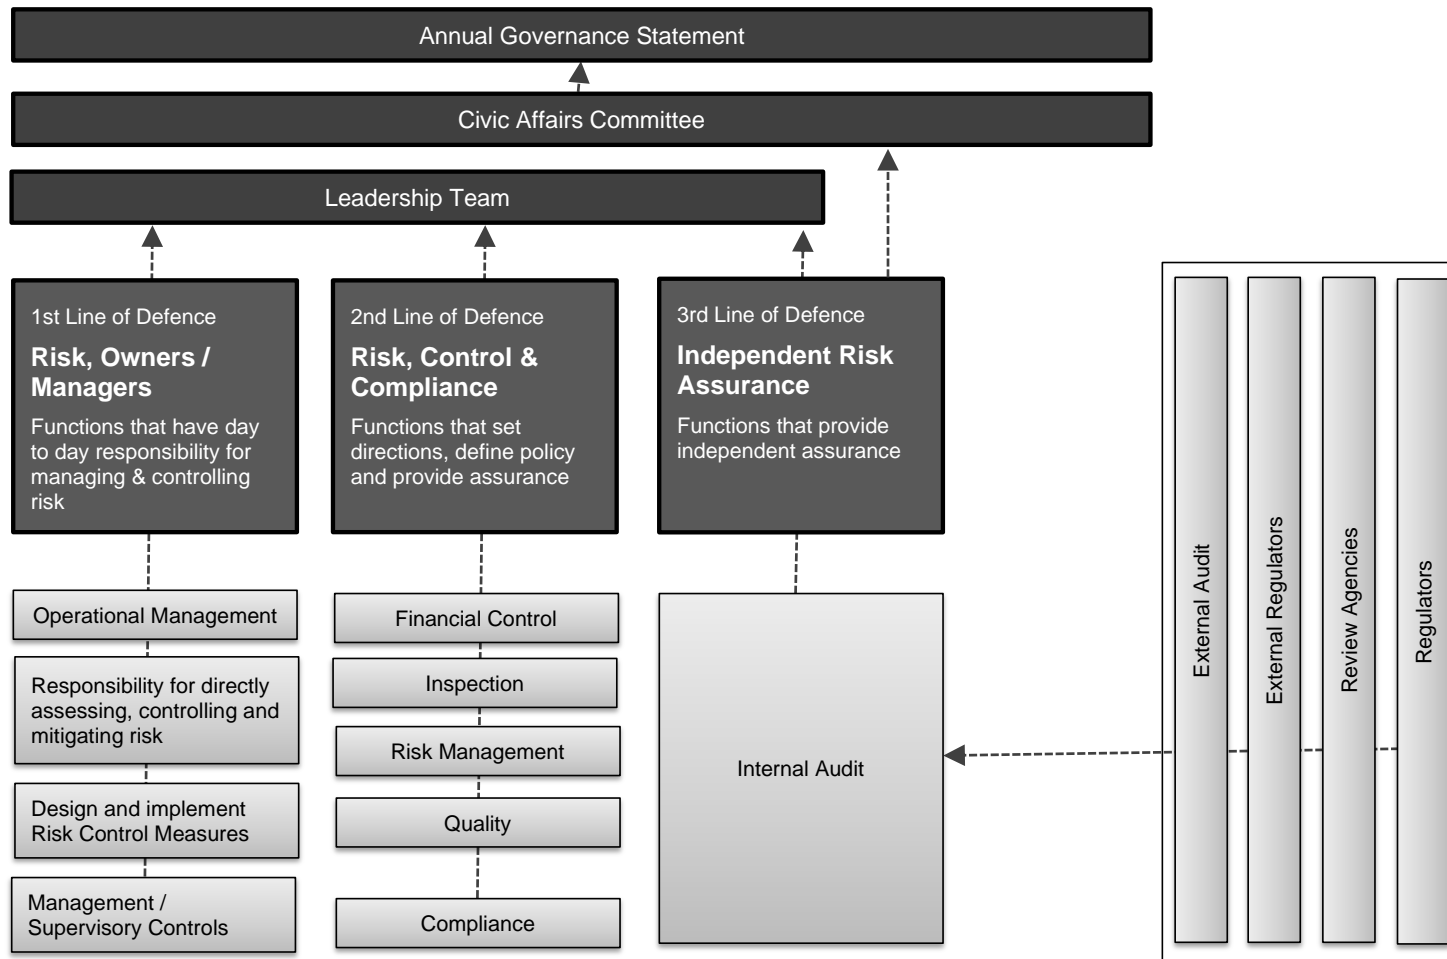 Annual Governance Statement
Civic Affairs Committee
Leadership Team
1st Line of Defence
Risk, Owners /
Managers
Functions that have day
to day responsibility for
managing & controlling
risk
2nd Line of Defence
Risk, Control &
Compliance
Functions that set
directions, define policy
and provide assurance
3rd Line of Defence
Independent Risk
Assurance
Functions that provide
independent assurance
Operational Management
Responsibility for directly
assessing, controlling and
mitigating risk
Design and implement
Risk Control Measures
Management /
Supervisory Controls
Financial Control
Inspection
Risk Management
Quality
Compliance
Internal Audit
External Audit
External Regulators
Review Agencies
Regulators